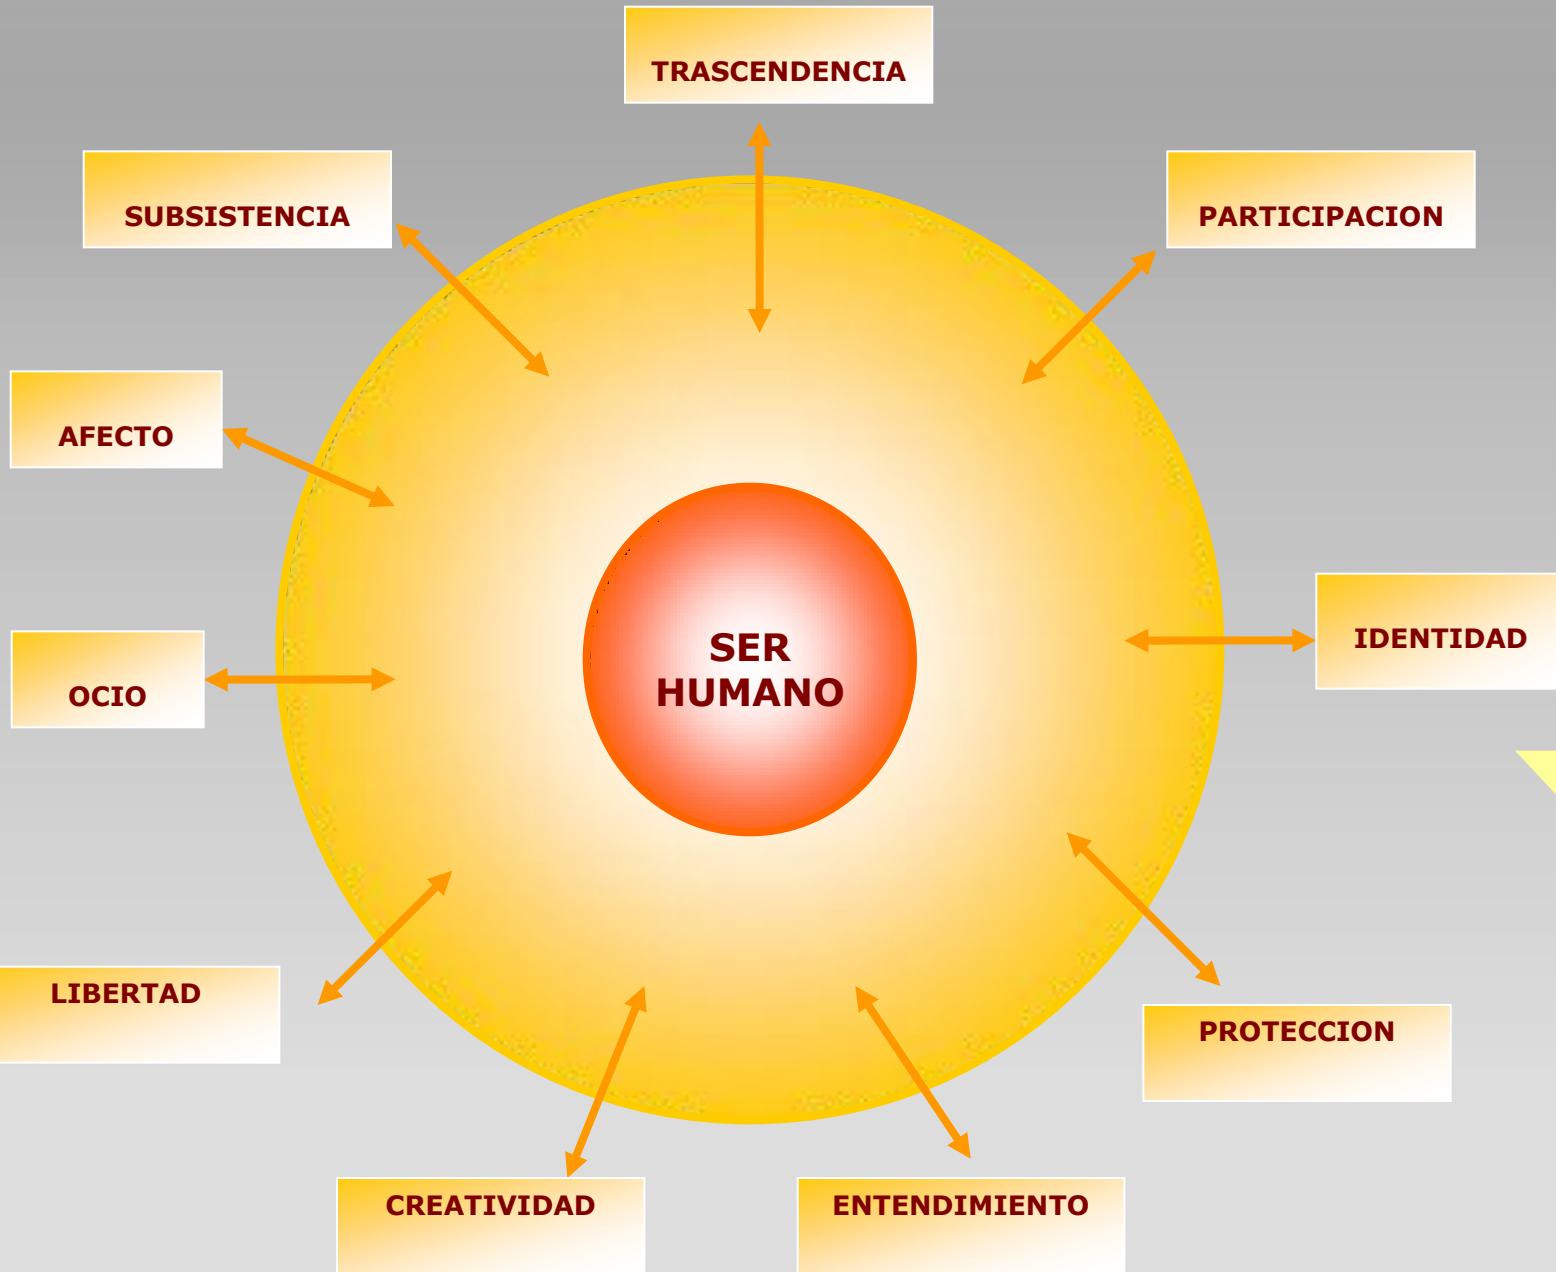 TRASCENDENCIA
SUBSISTENCIA
PARTICIPACION
AFECTO
IDENTIDAD
SER
HUMANO
OCIO
LIBERTAD
PROTECCION
CREATIVIDAD
ENTENDIMIENTO